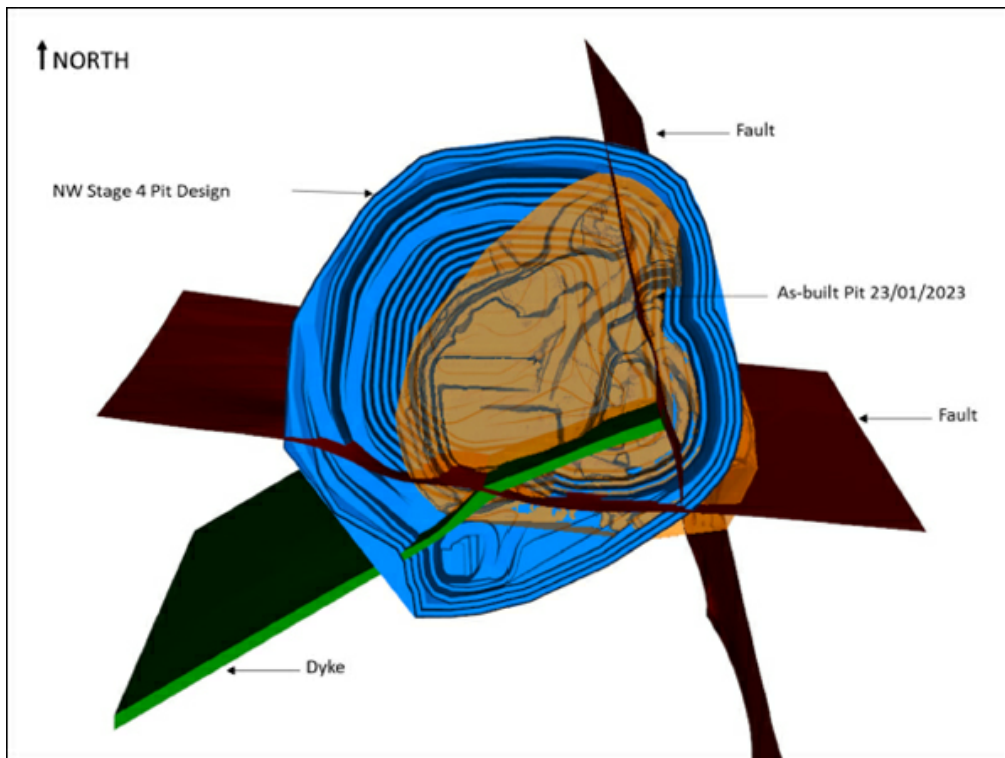 NORTH
Fault
NW Stage 4 Pit Design
As-built Pit 23/01/2023
Fault
Dyke